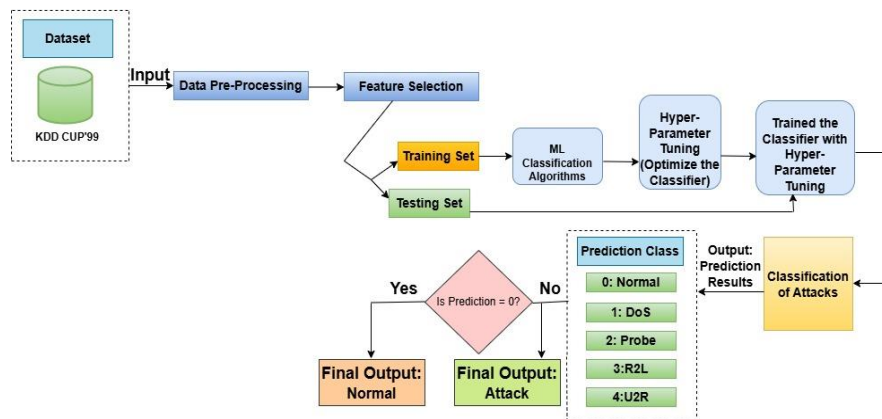 Dataset
KDD CUP'99
Input
Data Pre-Processing
Feature Selection
Training Set
Testing Set
ML
Classification
Algorithms
Hyper-
Parameter
Tuning
(Optimize the
Classifier)
Trained the
Classifier with
Hyper-
Parameter
Tuning
Classification
of Attacks
Output:
Prediction
Results
Prediction Class
0: Normal
1: DoS
2: Probe
3:R2L
4:U2R
Is Prediction = 0?
Yes
No
Final Output:
Normal
Final Output:
Attack